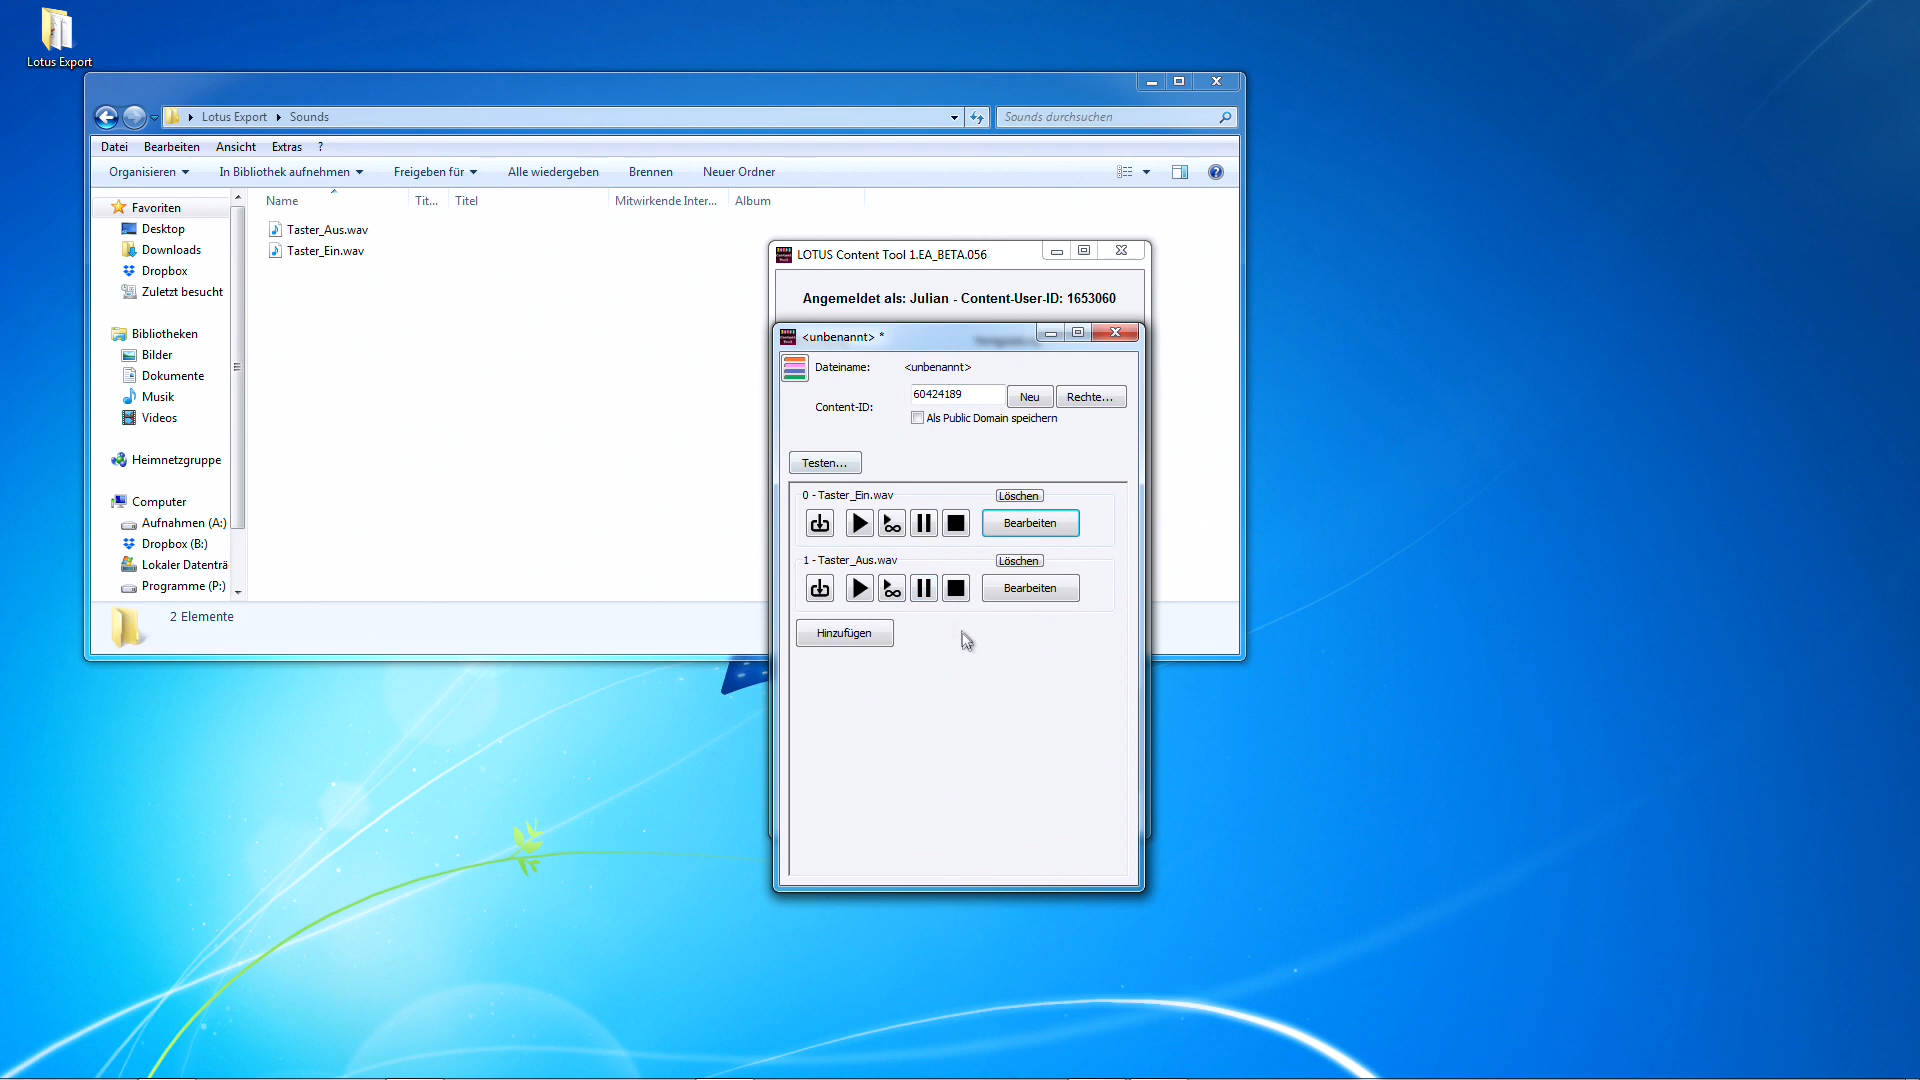 Lotus Export
Lotus Export Sounds
Sounds durchsuchen
Datei Bearbeiten Ansicht Extras ?
Organisieren In Bibliothek aufnehmen Freigeben für Alle wiedergeben Brennen Neuer Ordner
Name Tit... Titel Mitwirkende Inter... Album
Favoriten
Desktop
Downloads
Dropbox
Zuletzt besucht
Bibliotheken
Bilder
Dokumente
Musik
Videos
Heimnetzgruppe
Computer
Aufnahmen (A:)
Dropbox (B:)
Lokaler Datenträ
Programme (P:)
Taster_Aus.wav
Taster_Ein.wav
2 Elemente
LOTUS Content Tool 1.EA_BETA.056
Angemeldet als: Julian - Content-User-ID: 1653060
<unbenannt> *
Dateiname: <unbenannt>
Content-ID: 60424189 Neu Rechte...
Als Public Domain speichern
Testen...
0 - Taster_Ein.wav Löschen
Bearbeiten
1 - Taster_Aus.wav Löschen
Bearbeiten
Hinzufügen